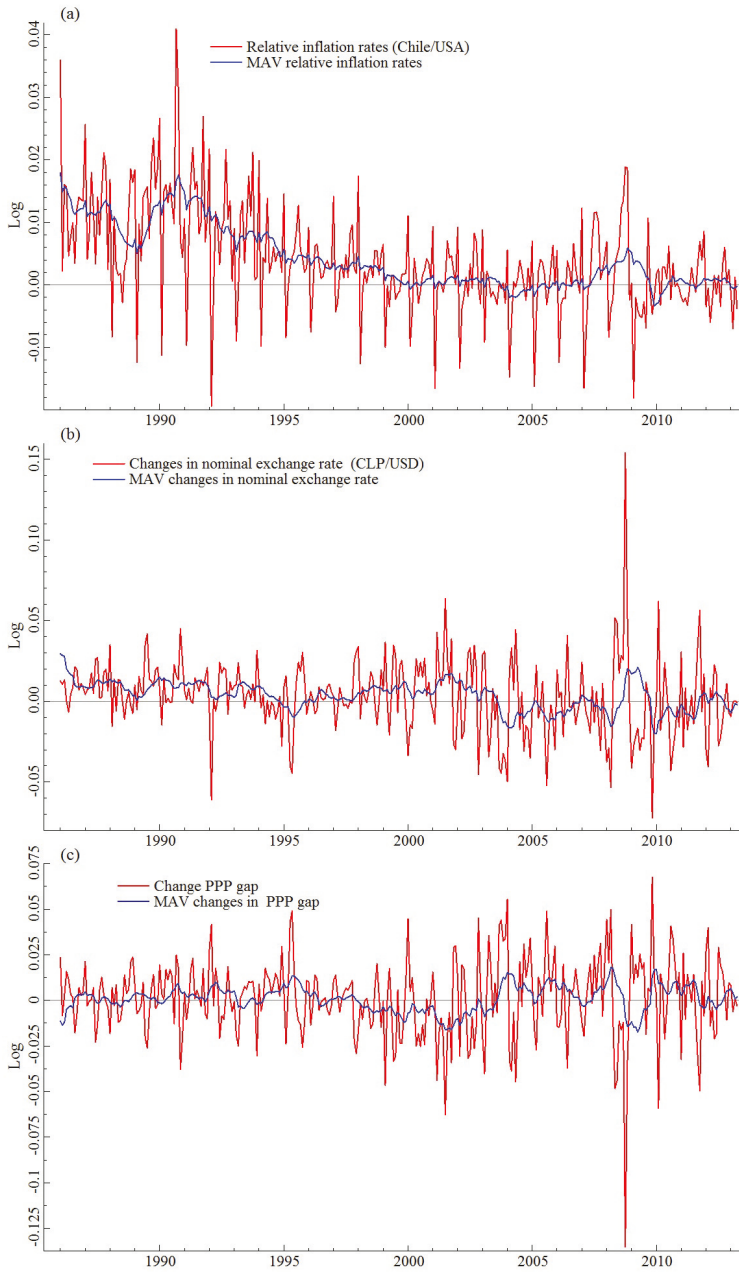 (a)
0.04
0.03
0.02
0.01
0.00
-0.01
Log
Relative inflation rates (Chile/USA)
MAV relative inflation rates
1990 1995 2000 2005 2010
(b)
0.15
0.10
0.05
0.00
-0.05
Log
Changes in nominal exchange rate (CLP/USD)
MAV changes in nominal exchange rate
1990 1995 2000 2005 2010
(c)
0.075
0.05
0.025
0
-0.025
-0.05
-0.075
-0.1
-0.125
Log
Change PPP gap
MAV changes in PPP gap
1990 1995 2000 2005 2010